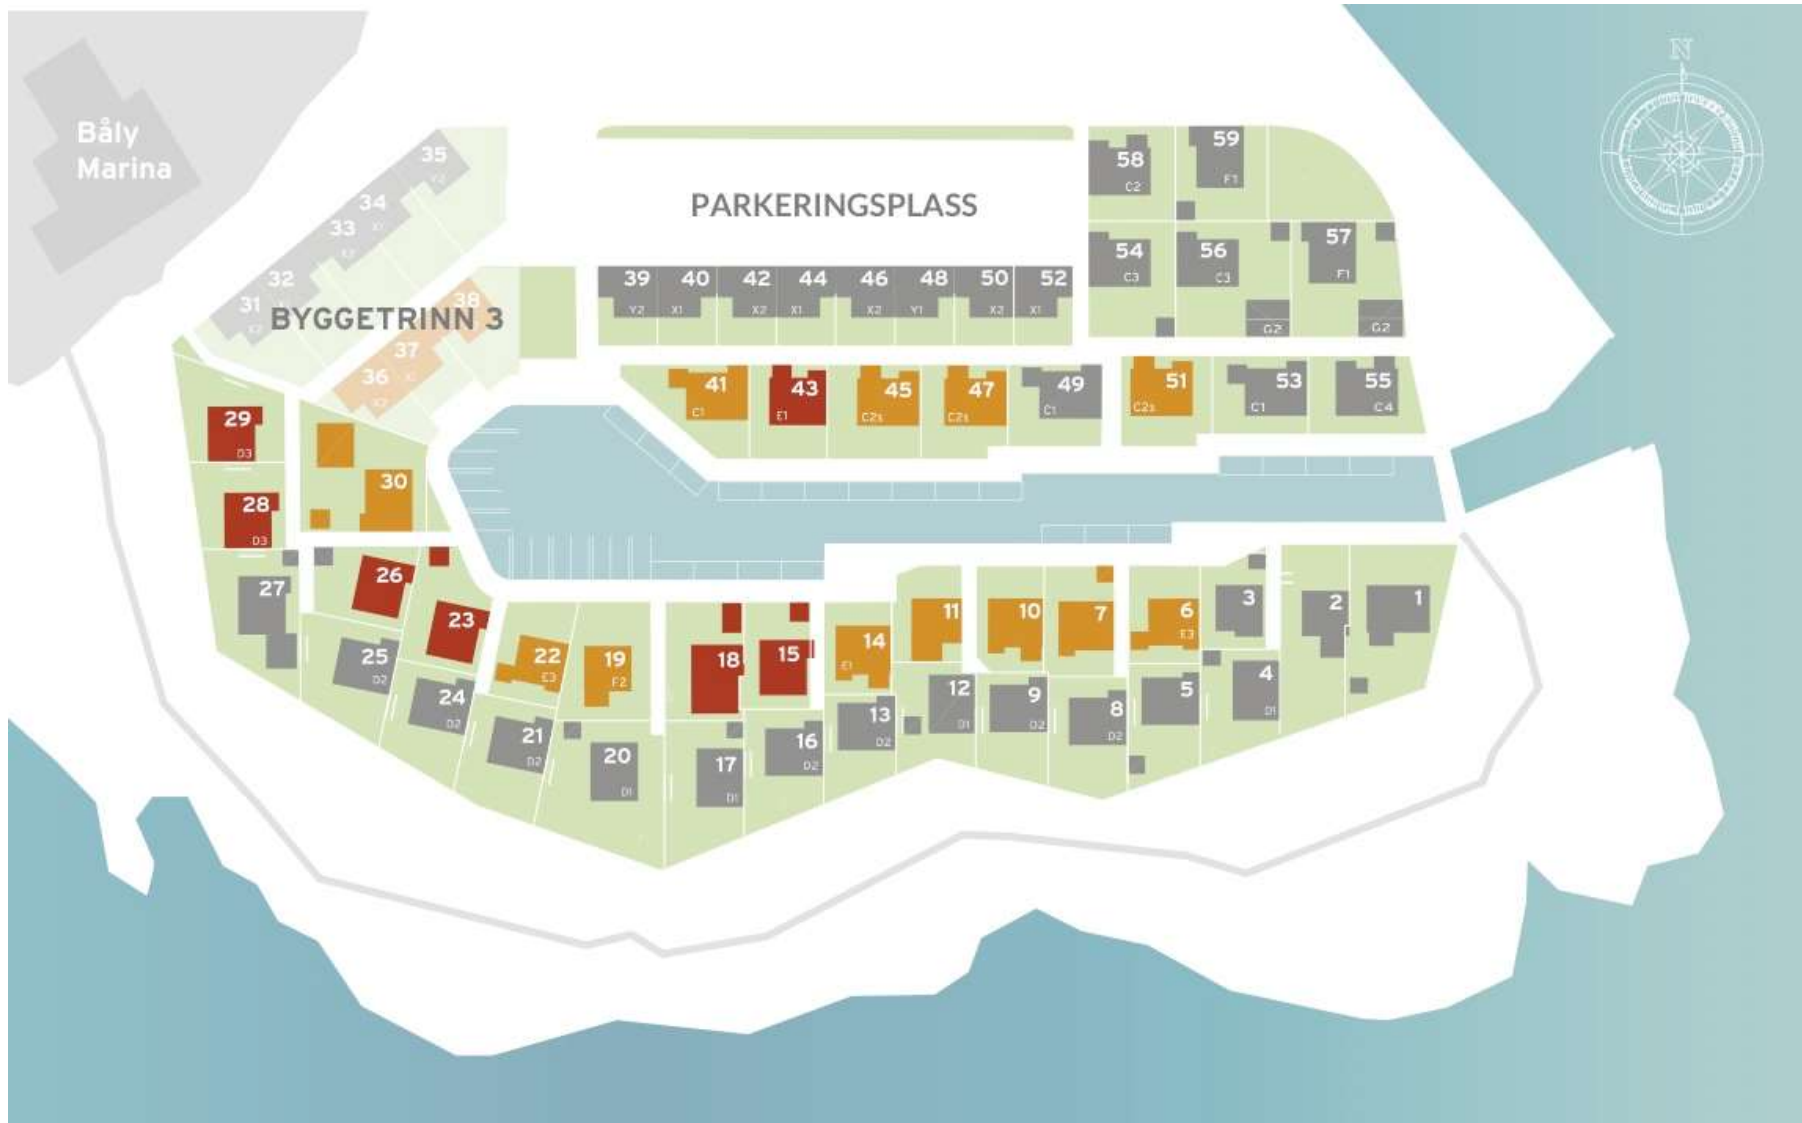 N
Båly
Marina
PARKERINGSPLASS
BYGGETRINN 3
35
34
33
32
31
38
37
36
58
C2
59
F1
54
C3
56
C3
57
F1
G2
G2
39
Y2
40
X1
42
X2
44
X1
46
X2
48
Y1
50
X2
52
X1
41
C1
43
E1
45
C2s
47
C2s
49
C1
51
C2s
53
C1
55
C4
29
D3
28
D3
30
27
26
23
25
D2
24
D2
22
E3
21
D2
19
F2
20
D1
18
17
D1
15
16
D2
14
E1
13
D2
11
12
D1
10
9
D2
7
8
D2
6
E3
5
3
4
D1
2
1